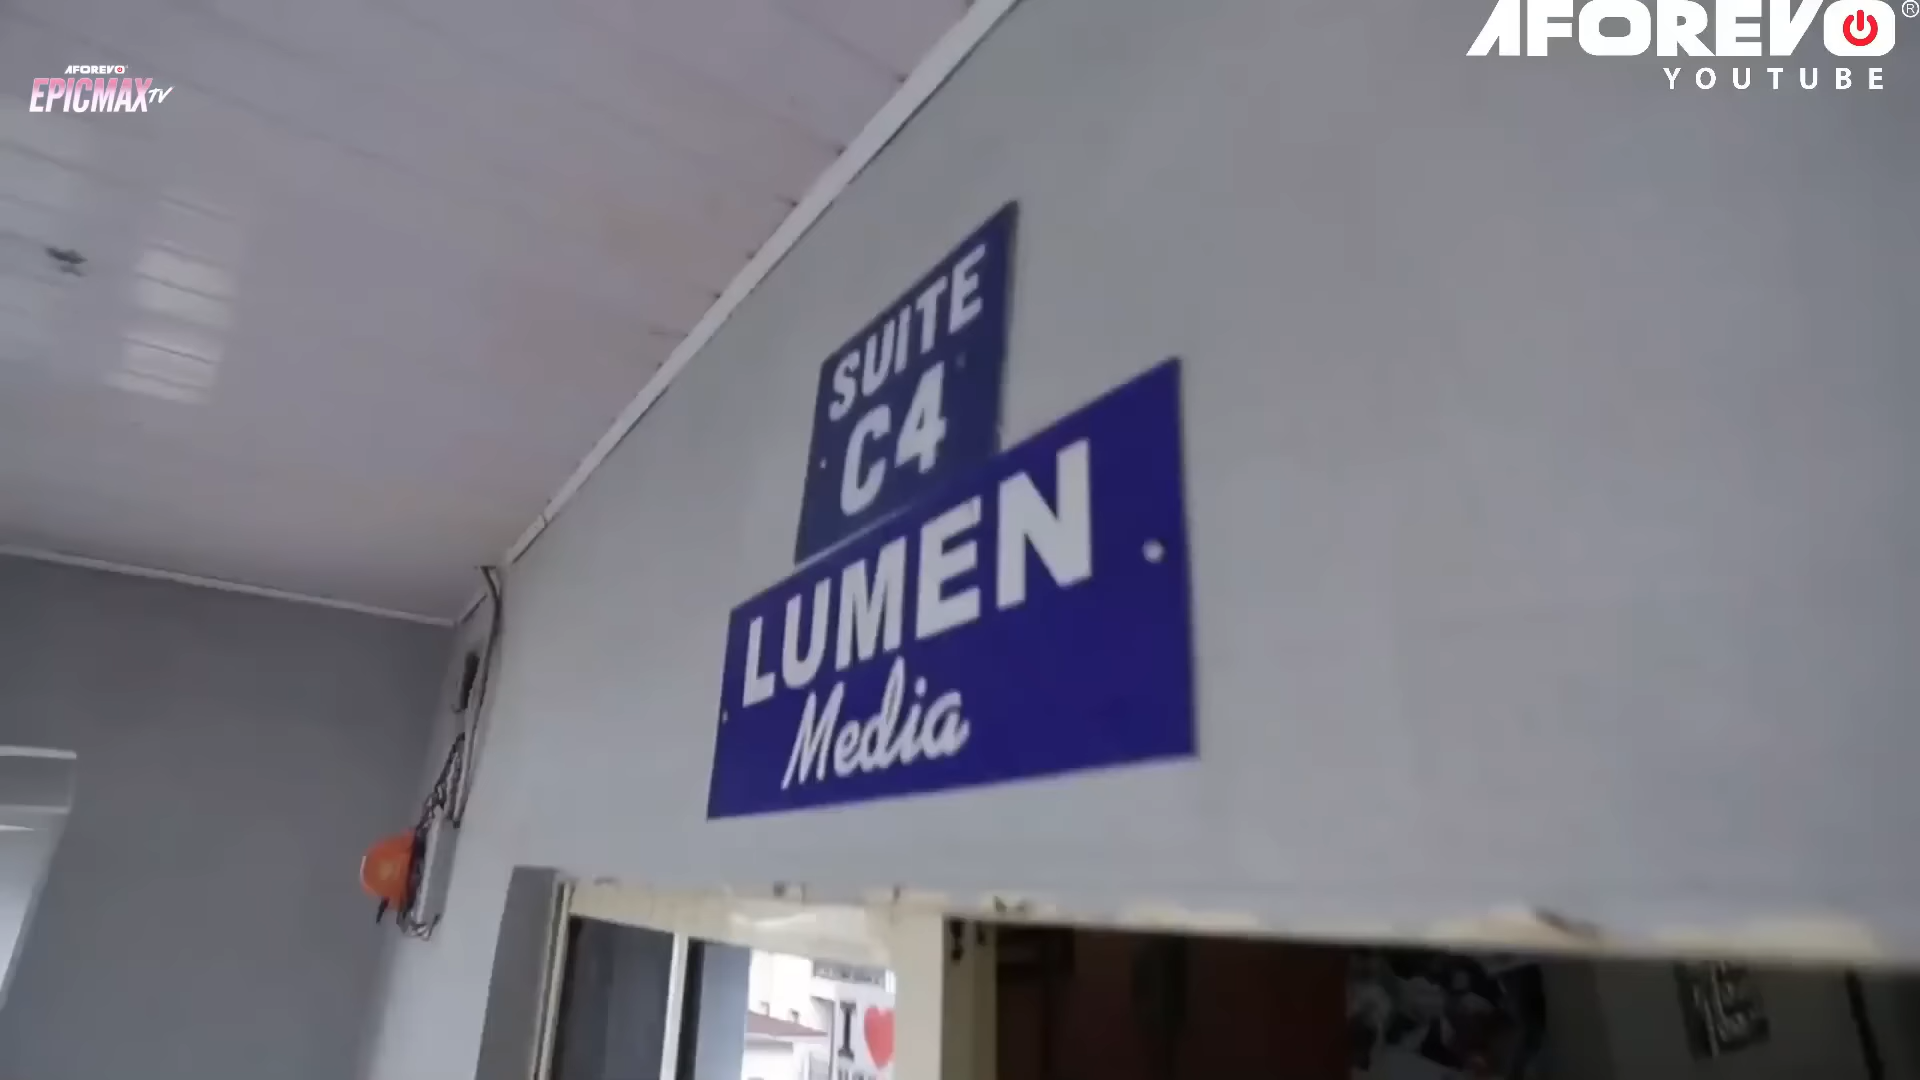 AFOREVO
EPICMAX TV
AFOREVO®
YOUTUBE
SUITE
C4
LUMEN
Media
I